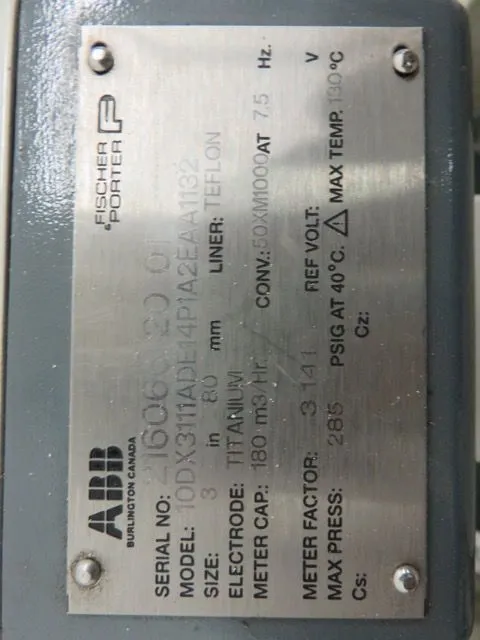 ABB
BURLINGTON CANADA
FISCHER
& PORTER
SERIAL NO:
MODEL: 10DX3111ADE14P1A2EAA1132
SIZE: 3 in 80 mm LINER: TEFLON
ELECTRODE: TITANIUM
METER CAP.: 180 m3/Hr. CONV.: 50XM1000 AT 7.5 Hz.
METER FACTOR: 3.141 REF VOLT: V
MAX PRESS: 285 PSIG AT 40°C. MAX TEMP. 130°C
Cs: Cz: